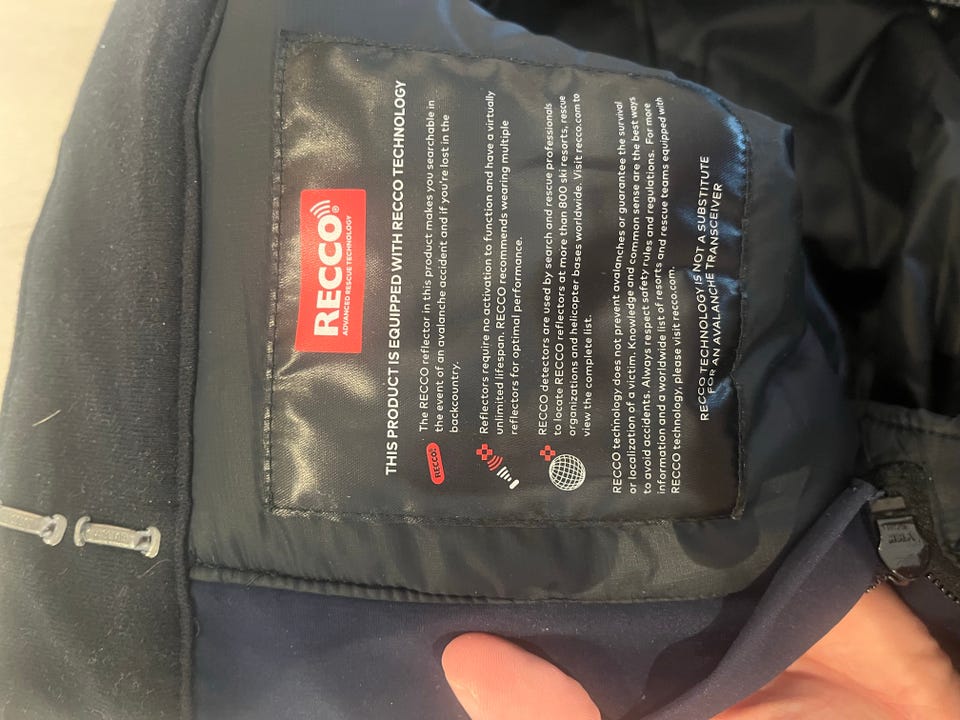 RECCO®
ADVANCED RESCUE TECHNOLOGY
THIS PRODUCT IS EQUIPPED WITH RECCO TECHNOLOGY
RECCO®
The RECCO reflector in this product makes you searchable in
the event of an avalanche accident and if you're lost in the
backcountry.
Reflectors require no activation to function and have a virtually
unlimited lifespan. RECCO recommends wearing multiple
reflectors for optimal performance.
RECCO detectors are used by search and rescue professionals
to locate RECCO reflectors at more than 800 ski resorts, rescue
organizations and helicopter bases worldwide. Visit recco.com to
view the complete list.
RECCO technology does not prevent avalanches or guarantee the survival
or localization of a victim. Knowledge and common sense are the best ways
to avoid accidents. Always respect safety rules and regulations. For more
information and a worldwide list of resorts and rescue teams equipped with
RECCO technology, please visit recco.com.
RECCO TECHNOLOGY IS NOT A SUBSTITUTE
FOR AN AVALANCHE TRANSCEIVER
YKK